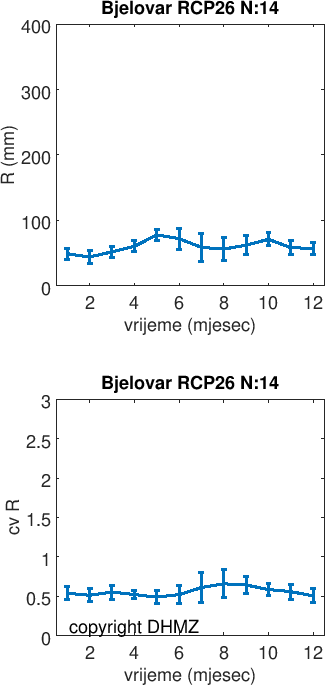 Bjelovar RCP26 N:14
400
300
200
100
0
R (mm)
2 4 6 8 10 12
vrijeme (mjesec)
Bjelovar RCP26 N:14
3
2.5
2
1.5
1
0.5
0
cv R
copyright DHMZ
2 4 6 8 10 12
vrijeme (mjesec)